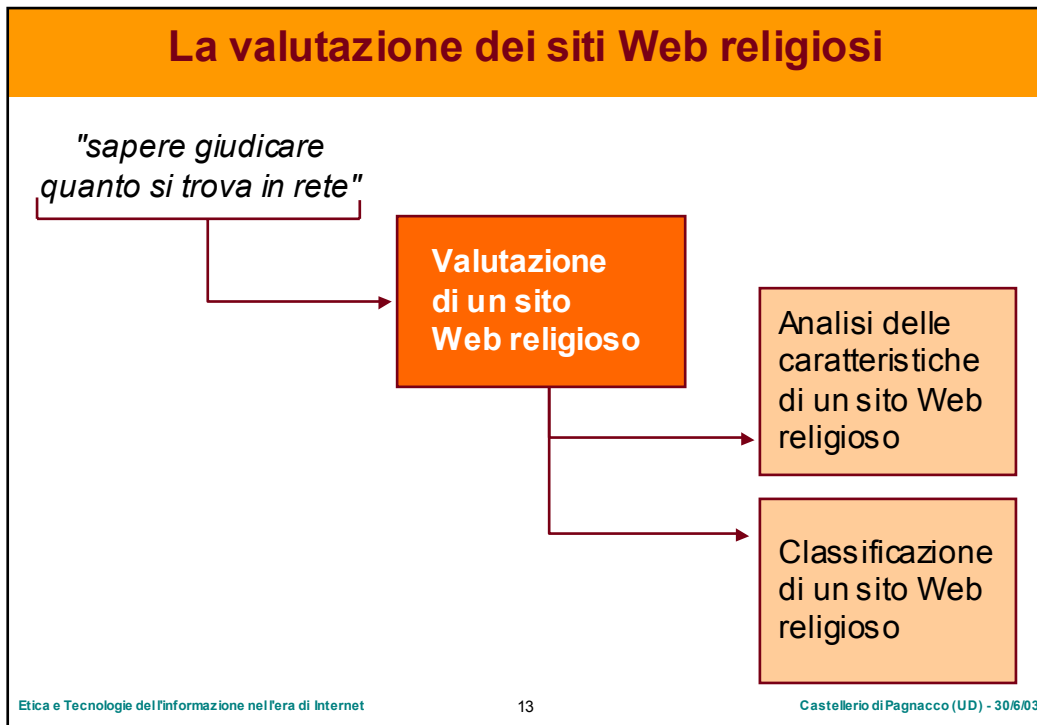 La valutazione dei siti Web religiosi
"sapere giudicare
quanto si trova in rete"
Valutazione
di un sito
Web religioso
Analisi delle
caratteristiche
di un sito Web
religioso
Classificazione
di un sito Web
religioso
Etica e Tecnologie dell'informazione nell'era di Internet
13
Castellerio di Pagnacco (UD) - 30/6/03